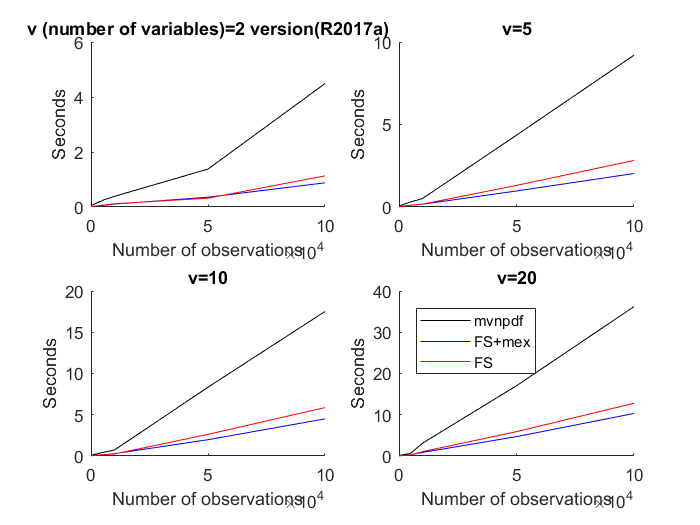 v (number of variables)=2 version(R2017a)
6
4
2
0
Seconds
0 5 10
Number of observations
×10^4
v=5
10
5
0
Seconds
0 5 10
Number of observations
×10^4
v=10
20
15
10
5
0
Seconds
0 5 10
Number of observations
×10^4
v=20
40
30
20
10
0
Seconds
mvnpdf
FS+mex
FS
0 5 10
Number of observations
×10^4